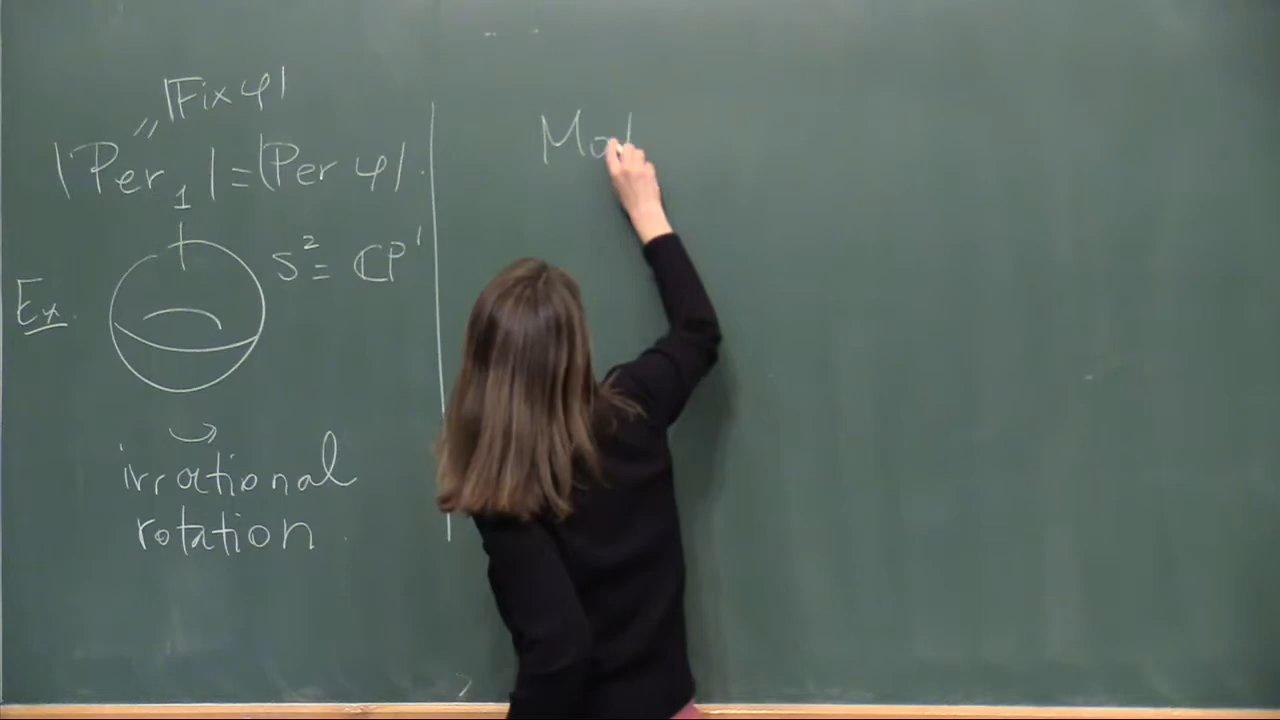 |Fix φ|
"
|Per₁| = |Per φ|.
Ex.
S² = ℂP¹
irrational
rotation.